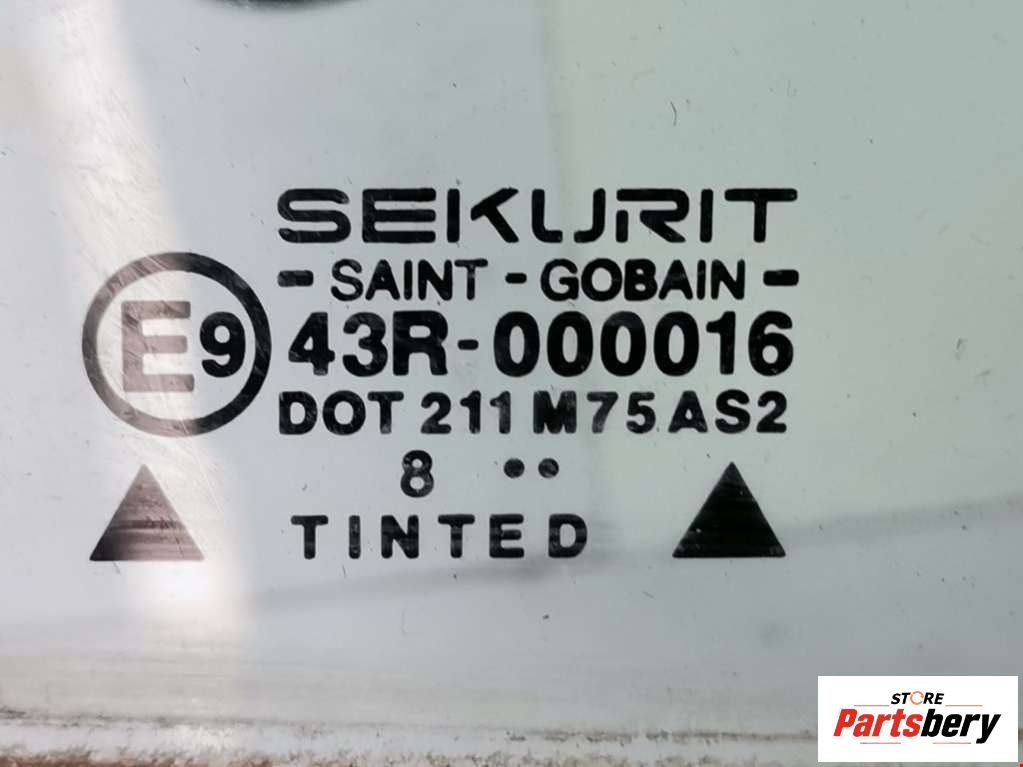 SEKURIT
- SAINT - GOBAIN -
E9 43R-000016
DOT 211 M75 AS2
8 ••
TINTED
STORE
Partsbery